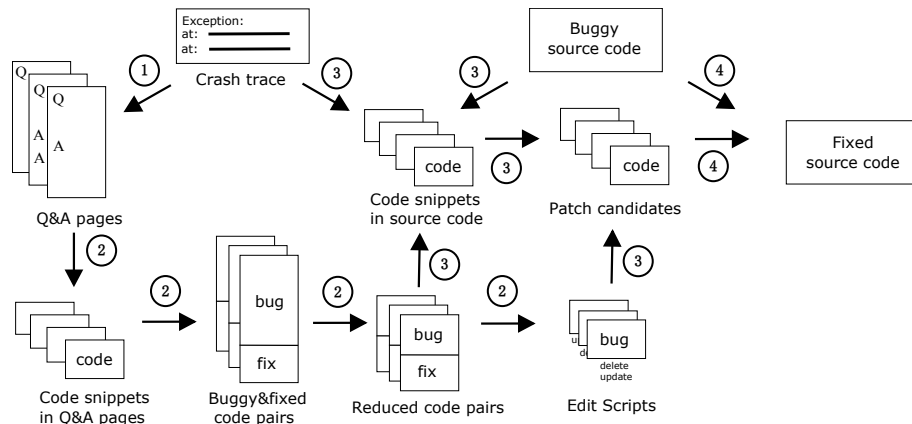 Exception:
at:
at:
Crash trace
Buggy
source code
1
3
3
4
Q
Q
Q
A
A
A
Q&A pages
code
Code snippets
in source code
3
code
Patch candidates
4
Fixed
source code
2
3
3
code
Code snippets
in Q&A pages
2
bug
fix
Buggy&fixed
code pairs
2
bug
fix
Reduced code pairs
2
u
d
bug
delete
update
Edit Scripts